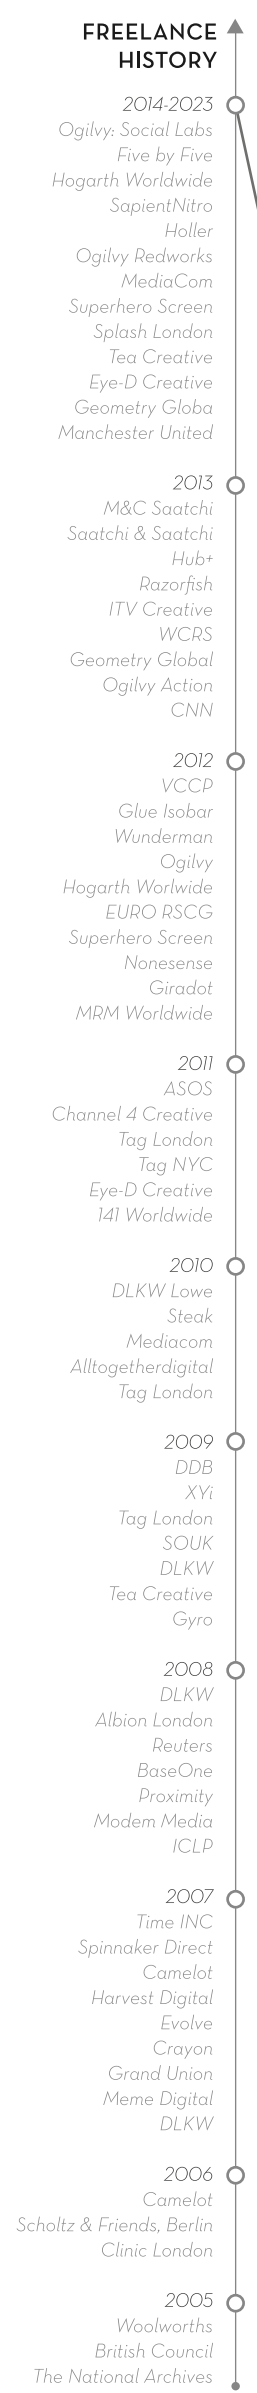 FREELANCE
HISTORY
2014-2023
Ogilvy: Social Labs
Five by Five
Hogarth Worldwide
SapientNitro
Holler
Ogilvy Redworks
MediaCom
Superhero Screen
Splash London
Tea Creative
Eye-D Creative
Geometry Globa
Manchester United
2013
M&C Saatchi
Saatchi & Saatchi
Hub+
Razorfish
ITV Creative
WCRS
Geometry Global
Ogilvy Action
CNN
2012
VCCP
Glue Isobar
Wunderman
Ogilvy
Hogarth Worlwide
EURO RSCG
Superhero Screen
Nonesense
Giradot
MRM Worldwide
2011
ASOS
Channel 4 Creative
Tag London
Tag NYC
Eye-D Creative
141 Worldwide
2010
DLKW Lowe
Steak
Mediacom
Alltogetherdigital
Tag London
2009
DDB
XYi
Tag London
SOUK
DLKW
Tea Creative
Gyro
2008
DLKW
Albion London
Reuters
BaseOne
Proximity
Modem Media
ICLP
2007
Time INC
Spinnaker Direct
Camelot
Harvest Digital
Evolve
Crayon
Grand Union
Meme Digital
DLKW
2006
Camelot
Scholtz & Friends, Berlin
Clinic London
2005
Woolworths
British Council
The National Archives